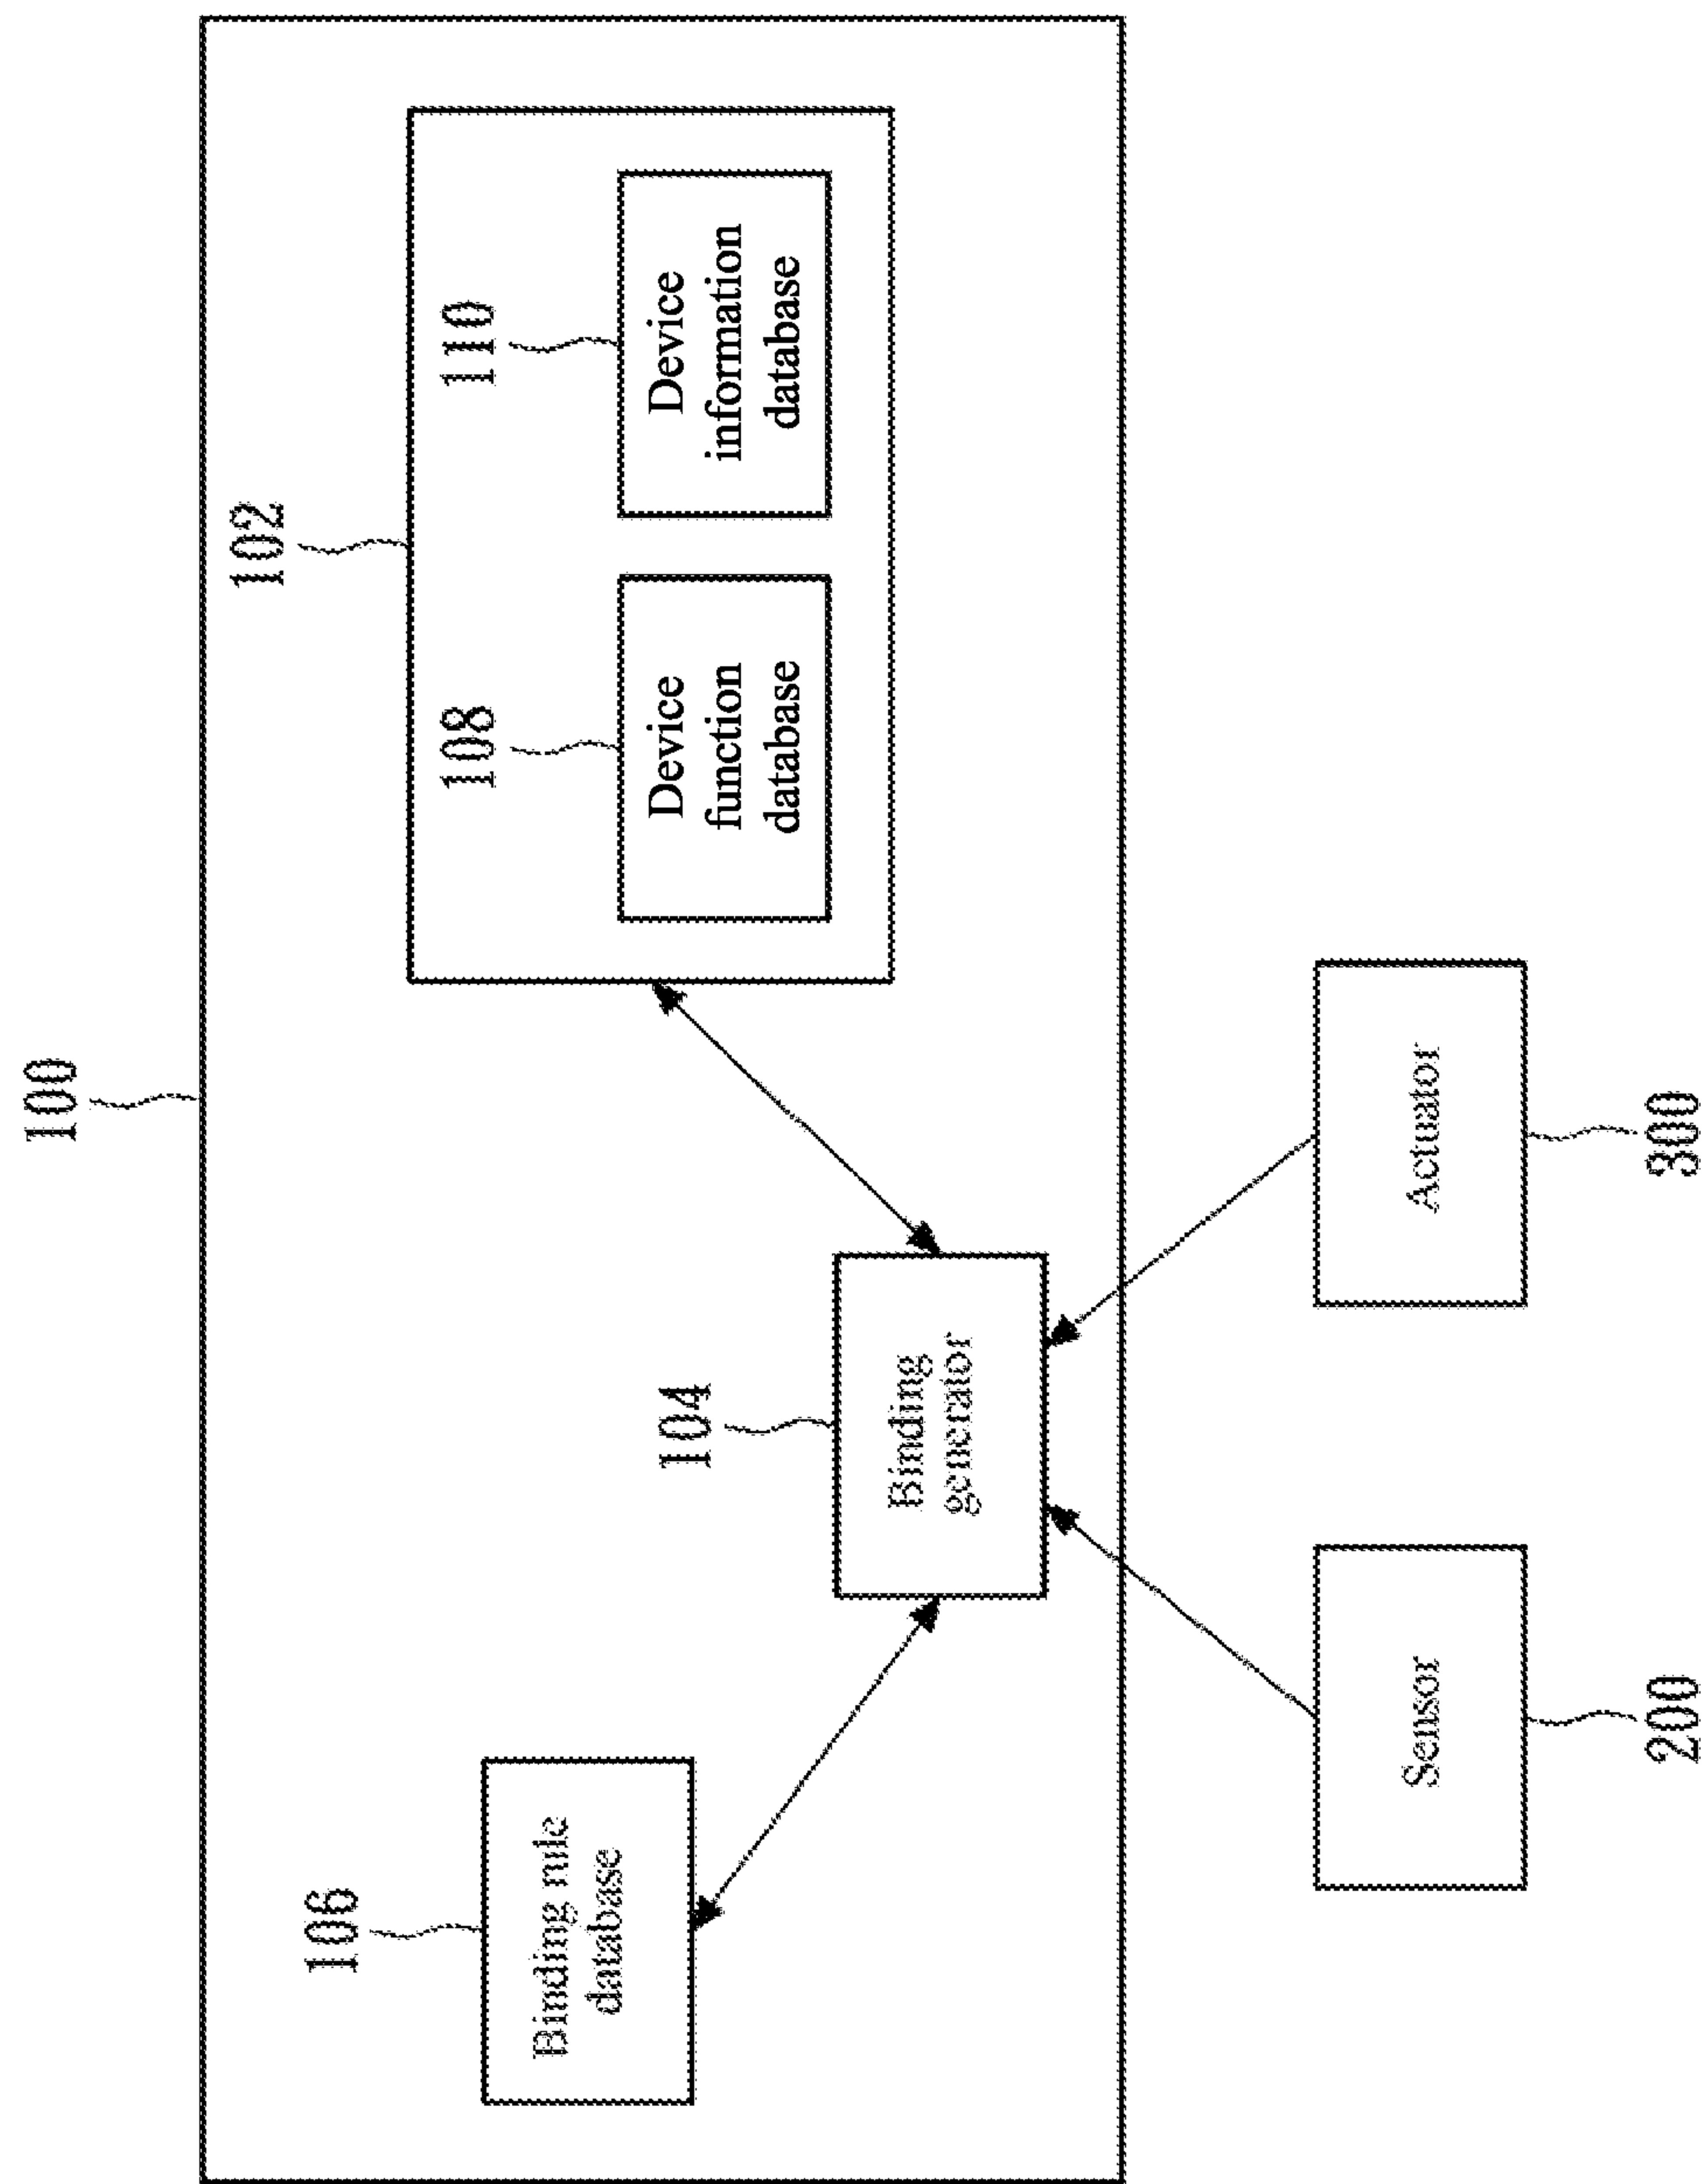 100
102
108
110
Device
function
database
Device
information
database
106
Binding rule
database
104
Binding
generator
Sensor
Actuator
200
300